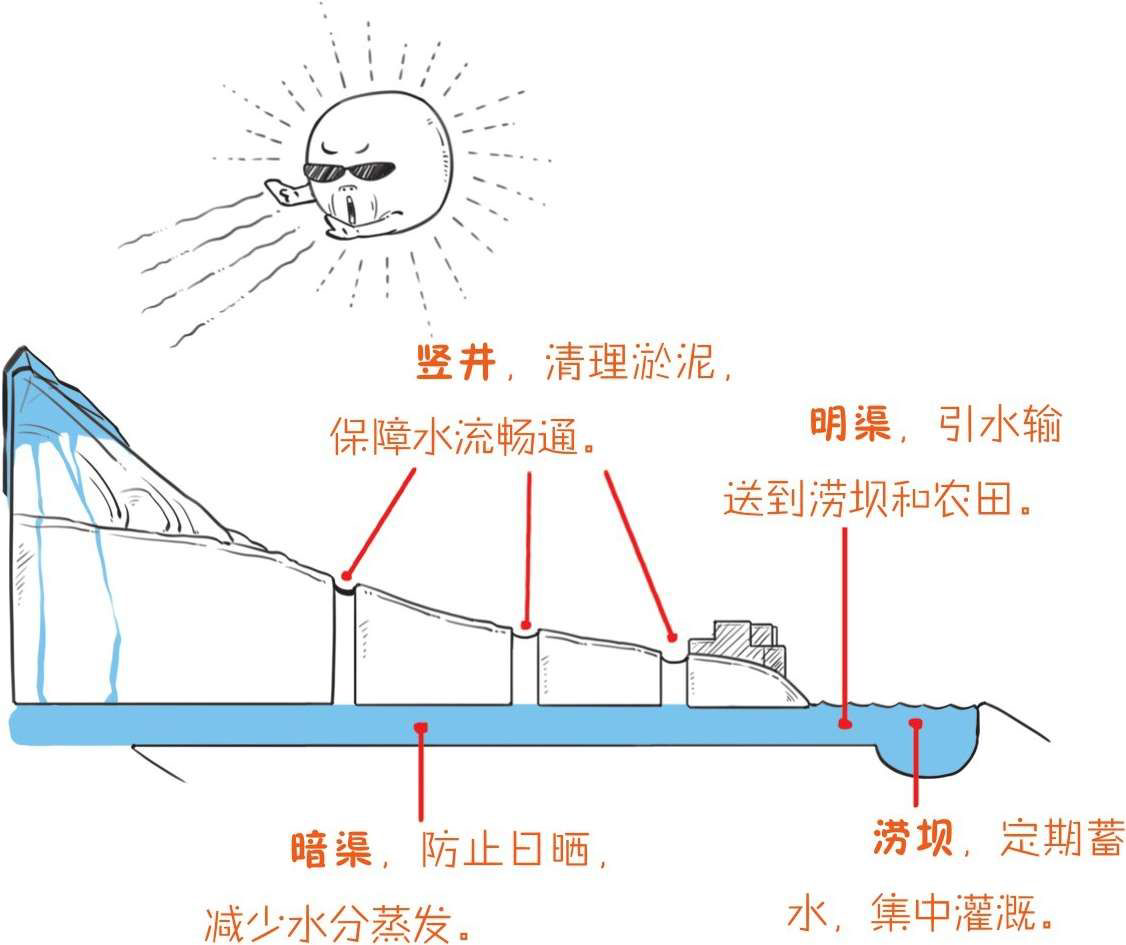 竖井，清理淤泥，
保障水流畅通。
明渠，引水输
送到涝坝和农田。
暗渠，防止日晒，
减少水分蒸发。
涝坝，定期蓄
水，集中灌溉。